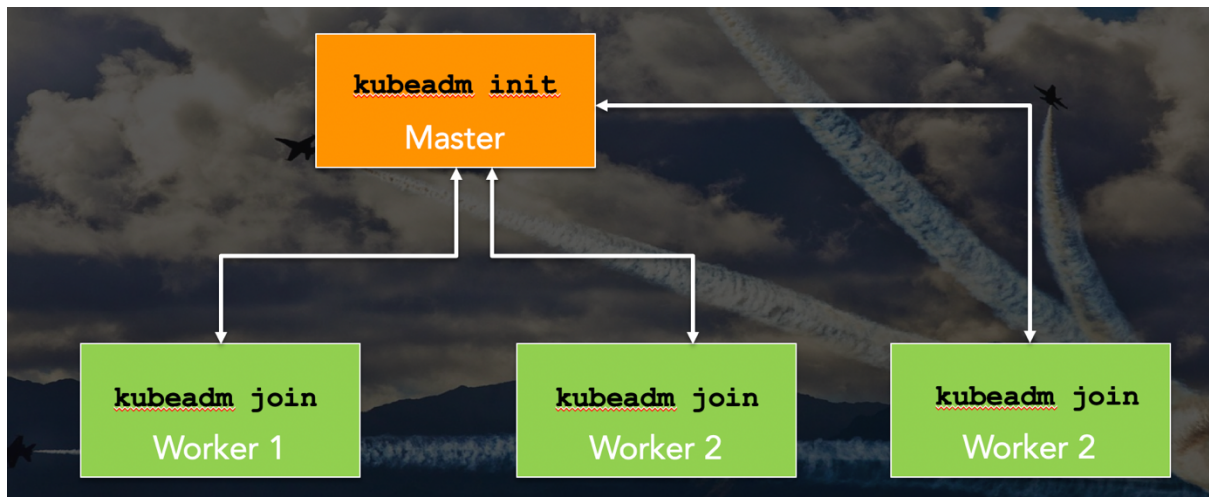 kubeadm init
Master
kubeadm join
Worker 1
kubeadm join
Worker 2
kubeadm join
Worker 2